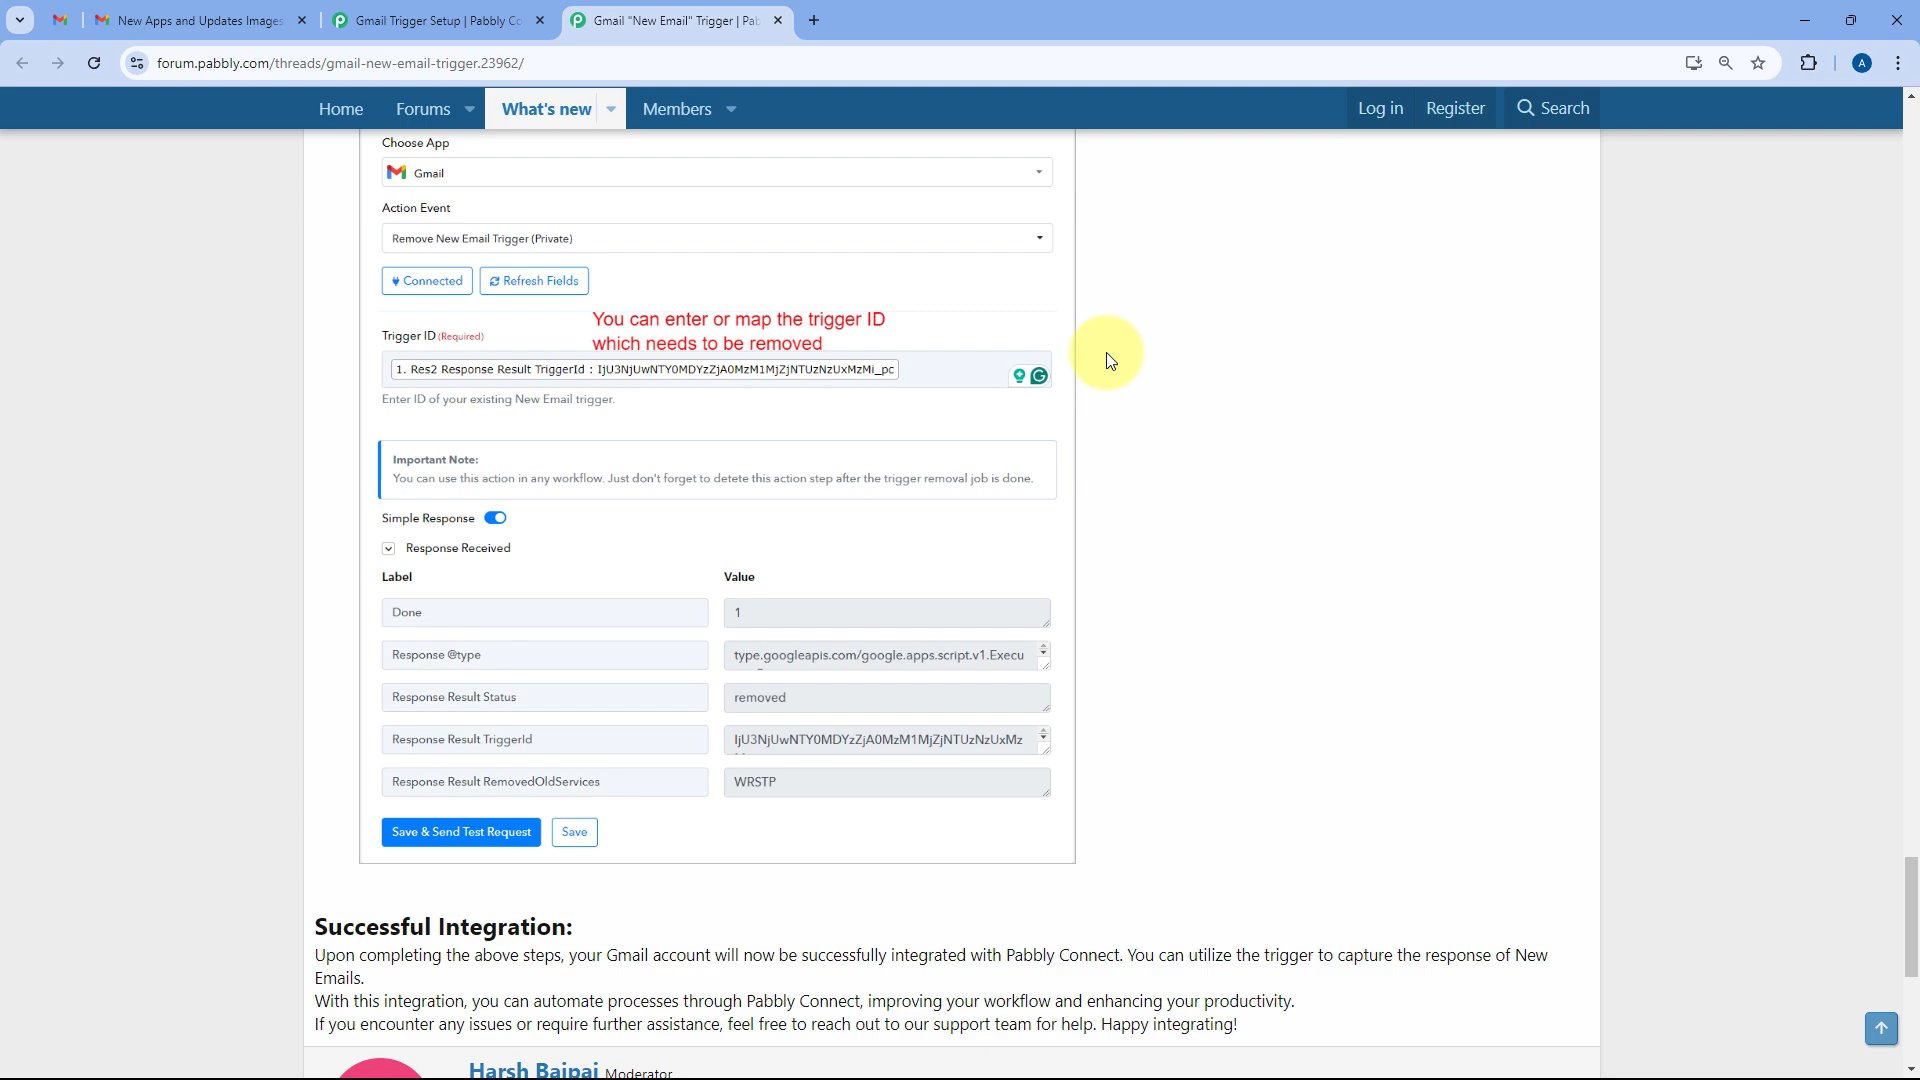 New Apps and Updates Images
Gmail Trigger Setup | Pabbly Co
Gmail "New Email" Trigger | Pab
forum.pabbly.com/threads/gmail-new-email-trigger.23962/
A
Home
Forums
What's new
Members
Log in
Register
Search
Choose App
Gmail
Action Event
Remove New Email Trigger (Private)
Connected
Refresh Fields
You can enter or map the trigger ID
which needs to be removed
Trigger ID (Required)
1. Res2 Response Result TriggerId : IjU3NjUwNTY0MDYzZjA0MzM1MjZjNTUzNzUxMzMi_pc
Enter ID of your existing New Email trigger.
Important Note:
You can use this action in any workflow. Just don't forget to detete this action step after the trigger removal job is done.
Simple Response
Response Received
Label
Value
Done
1
Response @type
type.googleapis.com/google.apps.script.v1.Execu
Response Result Status
removed
Response Result TriggerId
IjU3NjUwNTY0MDYzZjA0MzM1MjZjNTUzNzUxMz
Response Result RemovedOldServices
WRSTP
Save & Send Test Request
Save
Successful Integration:
Upon completing the above steps, your Gmail account will now be successfully integrated with Pabbly Connect. You can utilize the trigger to capture the response of New
Emails.
With this integration, you can automate processes through Pabbly Connect, improving your workflow and enhancing your productivity.
If you encounter any issues or require further assistance, feel free to reach out to our support team for help. Happy integrating!
Harsh Bajpai Moderator